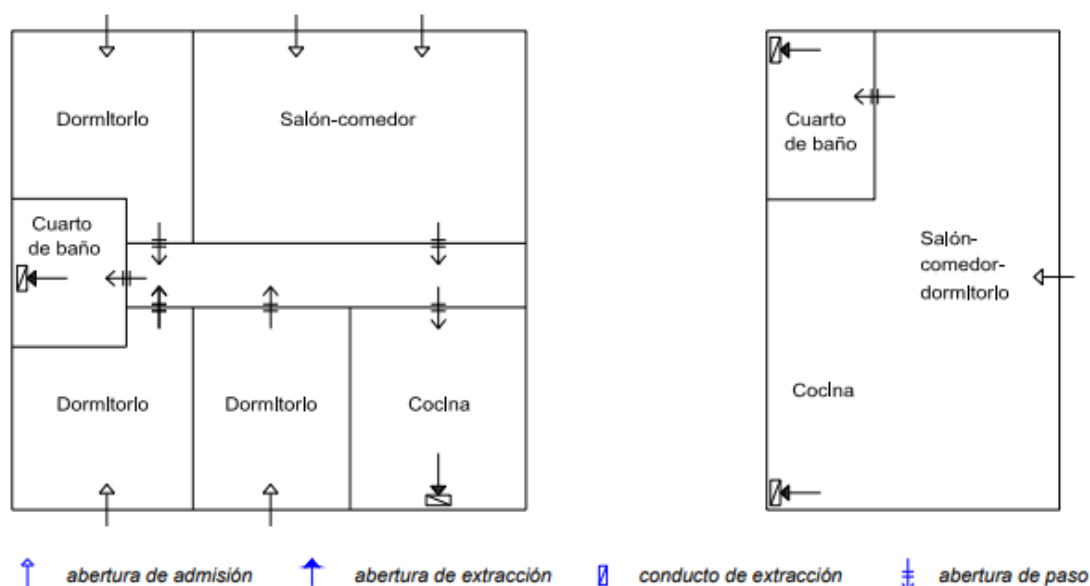 Dormitorio
Salón-comedor
Cuarto
de baño
Dormitorio
Dormitorio
Cocina
Cuarto
de baño
Salón-
comedor-
dormitorio
Cocina
abertura de admisión
abertura de extracción
conducto de extracción
abertura de paso